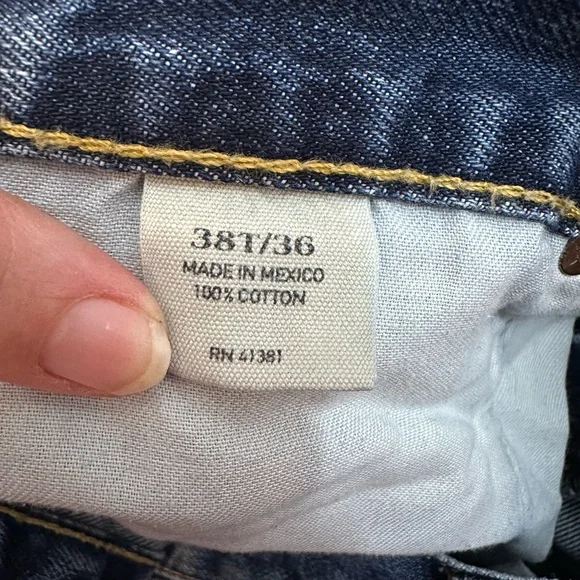 38T/36
MADE IN MEXICO
100% COTTON
RN 41381